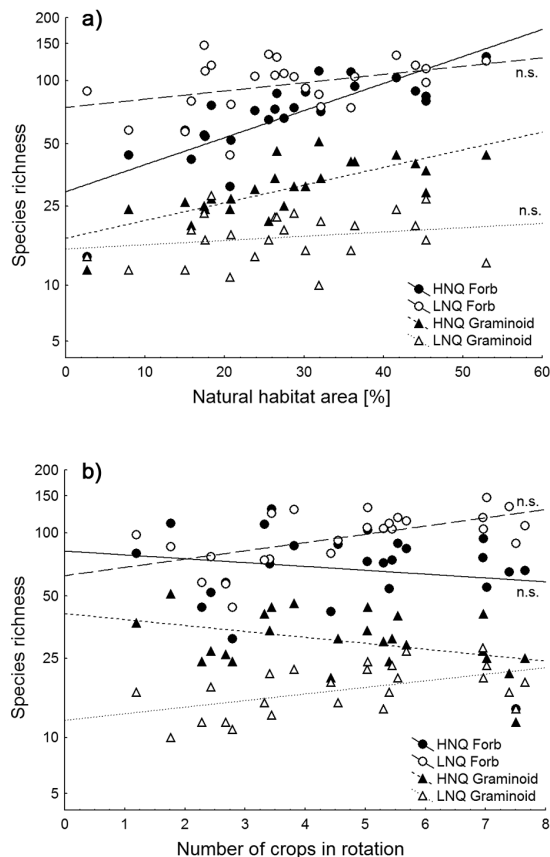 a)
200
150
100
50
25
10
5
Species richness
n.s.
n.s.
HNQ Forb
LNQ Forb
HNQ Graminoid
LNQ Graminoid
0 10 20 30 40 50 60
Natural habitat area [%]
b)
200
150
100
50
25
10
5
Species richness
n.s.
n.s.
HNQ Forb
LNQ Forb
HNQ Graminoid
LNQ Graminoid
0 1 2 3 4 5 6 7 8
Number of crops in rotation